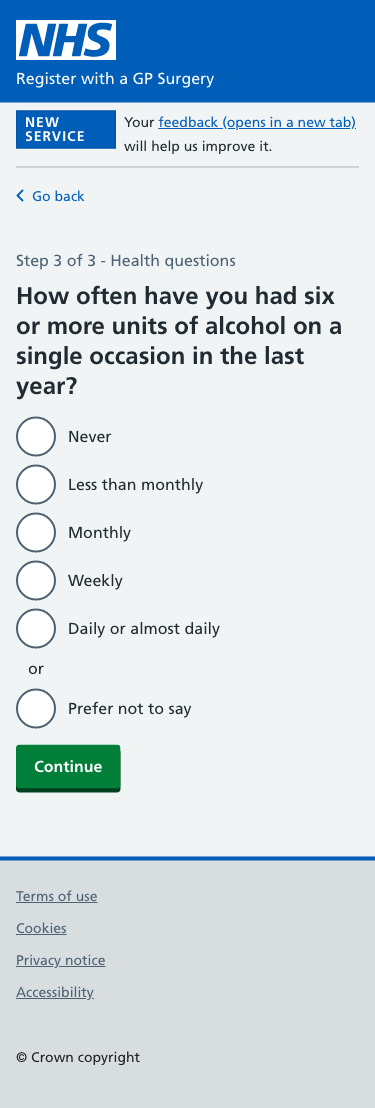 NHS
Register with a GP Surgery
NEW
SERVICE
Your feedback (opens in a new tab)
will help us improve it.
Go back
Step 3 of 3 - Health questions
How often have you had six
or more units of alcohol on a
single occasion in the last
year?
Never
Less than monthly
Monthly
Weekly
Daily or almost daily
or
Prefer not to say
Continue
Terms of use
Cookies
Privacy notice
Accessibility
© Crown copyright